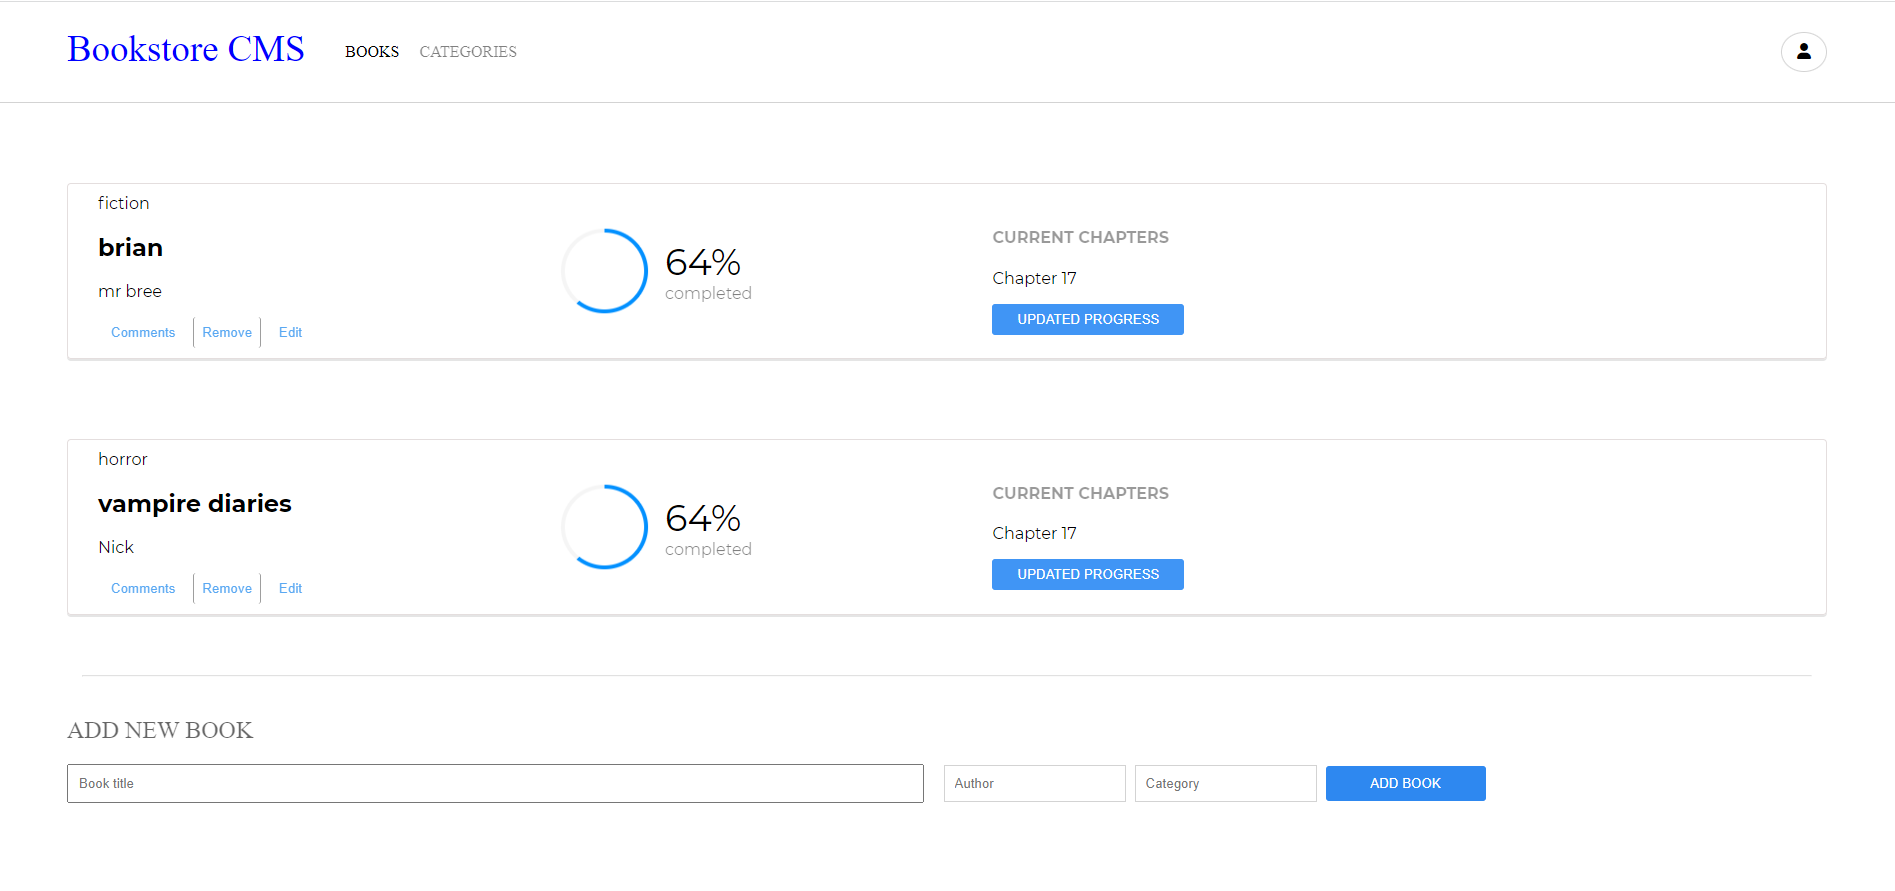 Bookstore CMS BOOKS CATEGORIES
fiction
brian
mr bree
Comments Remove Edit
64%
completed
CURRENT CHAPTERS
Chapter 17
UPDATED PROGRESS
horror
vampire diaries
Nick
Comments Remove Edit
64%
completed
CURRENT CHAPTERS
Chapter 17
UPDATED PROGRESS
ADD NEW BOOK
Book title Author Category ADD BOOK